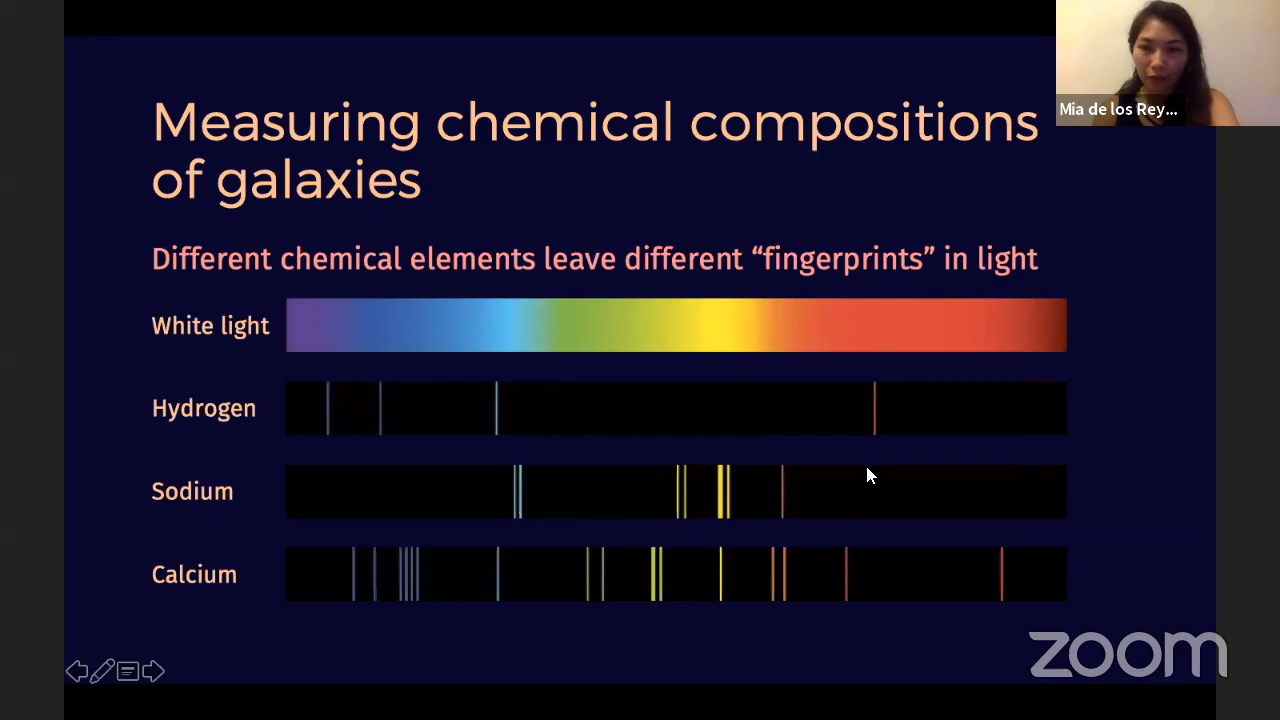 Measuring chemical compositions
of galaxies
Mia de los Rey...
Different chemical elements leave different “fingerprints” in light
White light
Hydrogen
Sodium
Calcium
zoom